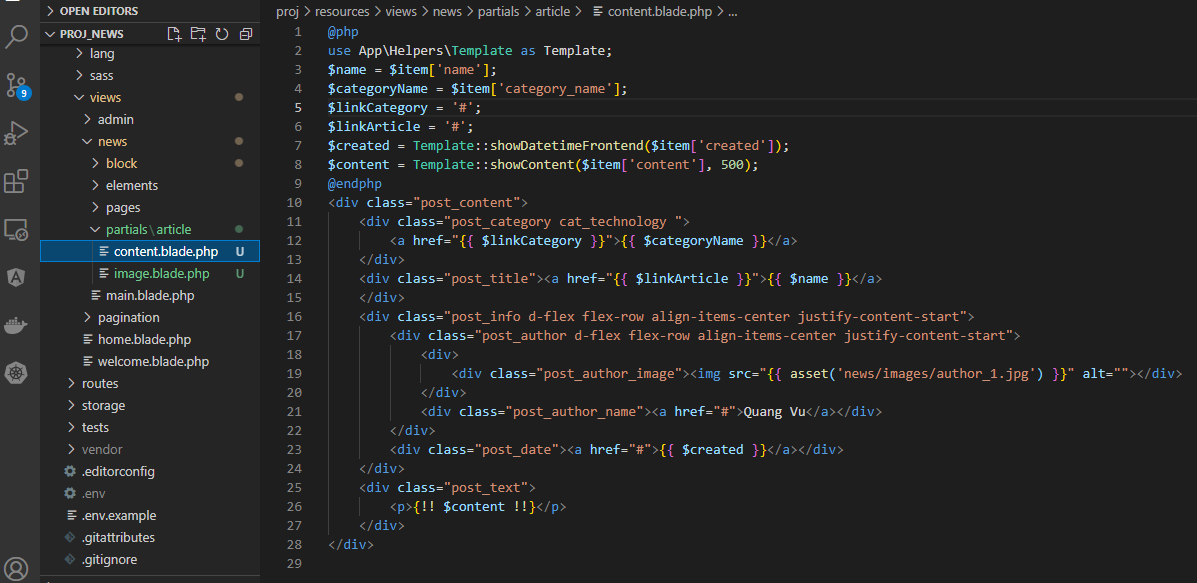 OPEN EDITORS
PROJ_NEWS
lang
sass
views
admin
news
block
elements
pages
partials\article
content.blade.php U
image.blade.php U
main.blade.php
pagination
home.blade.php
welcome.blade.php
routes
storage
tests
vendor
.editorconfig
.env
.env.example
.gitattributes
.gitignore
9
proj > resources > views > news > partials > article > content.blade.php > ...
1 @php
2 use App\Helpers\Template as Template;
3 $name = $item['name'];
4 $categoryName = $item['category_name'];
5 $linkCategory = '#';
6 $linkArticle = '#';
7 $created = Template::showDatetimeFrontend($item['created']);
8 $content = Template::showContent($item['content'], 500);
9 @endphp
10 <div class="post_content">
11     <div class="post_category cat_technology ">
12         <a href="{{ $linkCategory }}">{{ $categoryName }}</a>
13     </div>
14     <div class="post_title"><a href="{{ $linkArticle }}">{{ $name }}</a>
15     </div>
16     <div class="post_info d-flex flex-row align-items-center justify-content-start">
17         <div class="post_author d-flex flex-row align-items-center justify-content-start">
18             <div>
19                 <div class="post_author_image"><img src="{{ asset('news/images/author_1.jpg') }}" alt=""></div>
20             </div>
21             <div class="post_author_name"><a href="#">Quang Vu</a></div>
22         </div>
23         <div class="post_date"><a href="#">{{ $created }}</a></div>
24     </div>
25     <div class="post_text">
26         <p>{!! $content !!}</p>
27     </div>
28 </div>
29